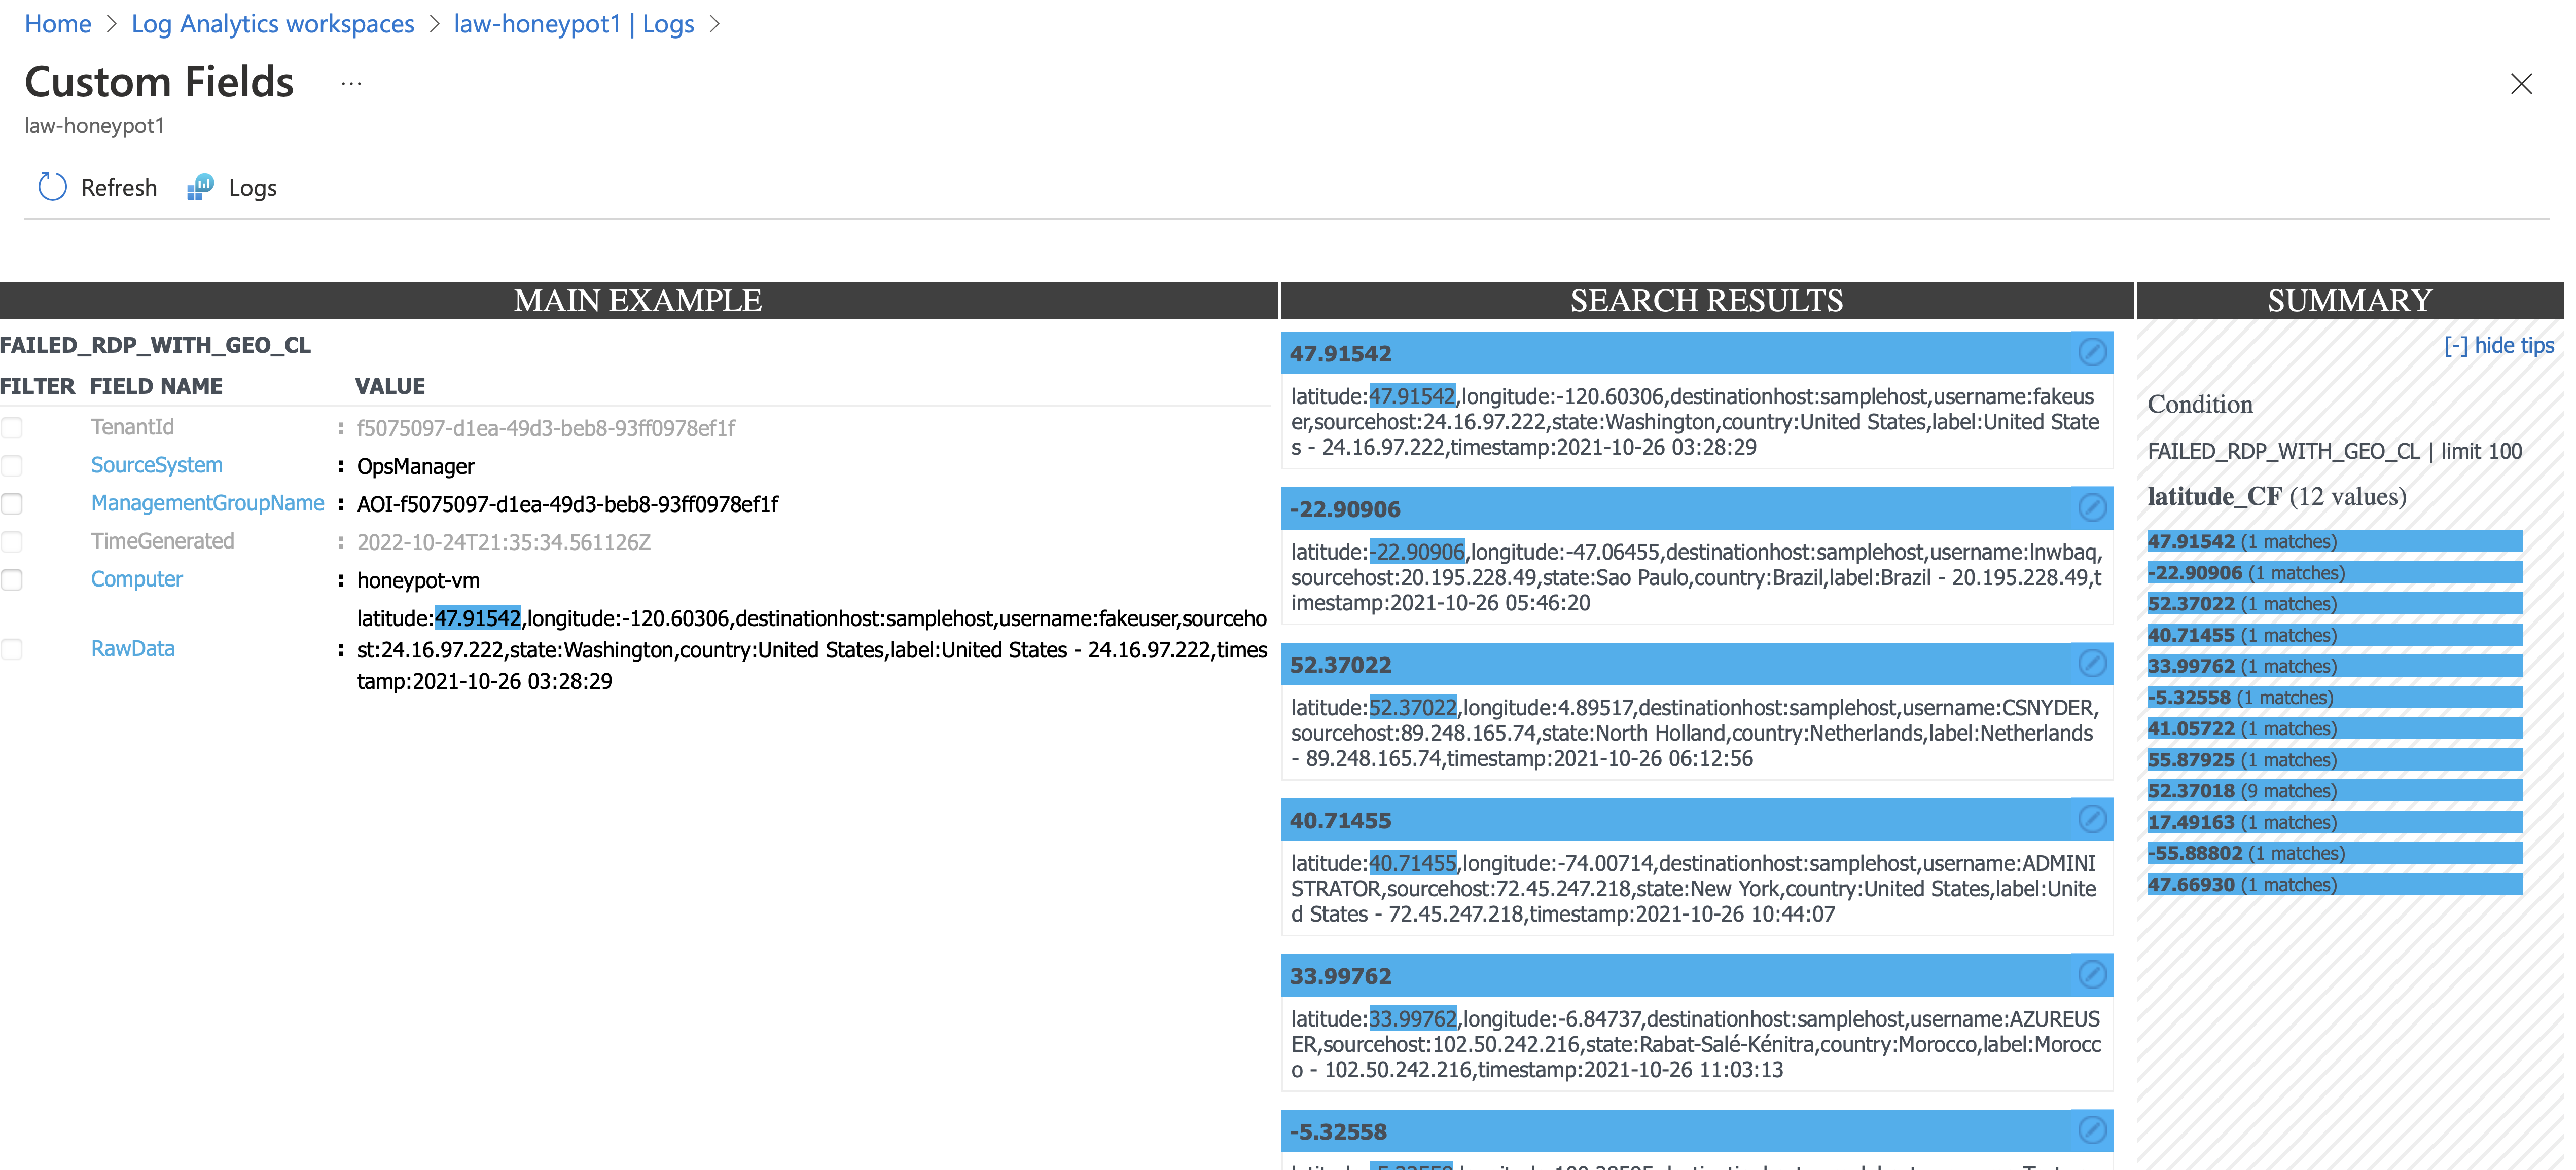 Home > Log Analytics workspaces > law-honeypot1 | Logs >
Custom Fields ...
law-honeypot1
Refresh Logs
MAIN EXAMPLE
FAILED_RDP_WITH_GEO_CL
FILTER FIELD NAME VALUE
TenantId : f5075097-d1ea-49d3-beb8-93ff0978ef1f
SourceSystem : OpsManager
ManagementGroupName : AOI-f5075097-d1ea-49d3-beb8-93ff0978ef1f
TimeGenerated : 2022-10-24T21:35:34.561126Z
Computer : honeypot-vm
latitude:47.91542,longitude:-120.60306,destinationhost:samplehost,username:fakeuser,sourceho
RawData : st:24.16.97.222,state:Washington,country:United States,label:United States - 24.16.97.222,times
tamp:2021-10-26 03:28:29
SEARCH RESULTS
47.91542
latitude:47.91542,longitude:-120.60306,destinationhost:samplehost,username:fakeus
er,sourcehost:24.16.97.222,state:Washington,country:United States,label:United State
s - 24.16.97.222,timestamp:2021-10-26 03:28:29
-22.90906
latitude:-22.90906,longitude:-47.06455,destinationhost:samplehost,username:lnwbaq,
sourcehost:20.195.228.49,state:Sao Paulo,country:Brazil,label:Brazil - 20.195.228.49,t
imestamp:2021-10-26 05:46:20
52.37022
latitude:52.37022,longitude:4.89517,destinationhost:samplehost,username:CSNYDER,
sourcehost:89.248.165.74,state:North Holland,country:Netherlands,label:Netherlands
- 89.248.165.74,timestamp:2021-10-26 06:12:56
40.71455
latitude:40.71455,longitude:-74.00714,destinationhost:samplehost,username:ADMINI
STRATOR,sourcehost:72.45.247.218,state:New York,country:United States,label:Unite
d States - 72.45.247.218,timestamp:2021-10-26 10:44:07
33.99762
latitude:33.99762,longitude:-6.84737,destinationhost:samplehost,username:AZUREUS
ER,sourcehost:102.50.242.216,state:Rabat-Salé-Kénitra,country:Morocco,label:Morocc
o - 102.50.242.216,timestamp:2021-10-26 11:03:13
-5.32558
SUMMARY
[-] hide tips
Condition
FAILED_RDP_WITH_GEO_CL | limit 100
latitude_CF (12 values)
47.91542 (1 matches)
-22.90906 (1 matches)
52.37022 (1 matches)
40.71455 (1 matches)
33.99762 (1 matches)
-5.32558 (1 matches)
41.05722 (1 matches)
55.87925 (1 matches)
52.37018 (9 matches)
17.49163 (1 matches)
-55.88802 (1 matches)
47.66930 (1 matches)